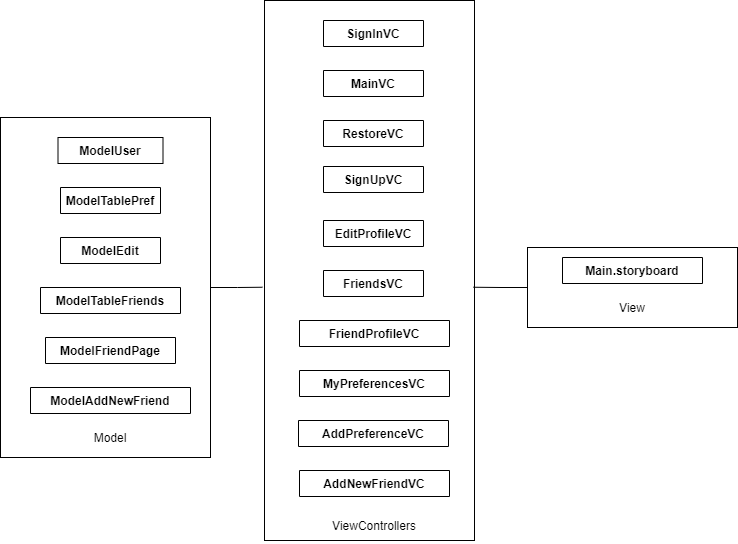 ModelUser
ModelTablePref
ModelEdit
ModelTableFriends
ModelFriendPage
ModelAddNewFriend
Model
SignInVC
MainVC
RestoreVC
SignUpVC
EditProfileVC
FriendsVC
FriendProfileVC
MyPreferencesVC
AddPreferenceVC
AddNewFriendVC
ViewControllers
Main.storyboard
View